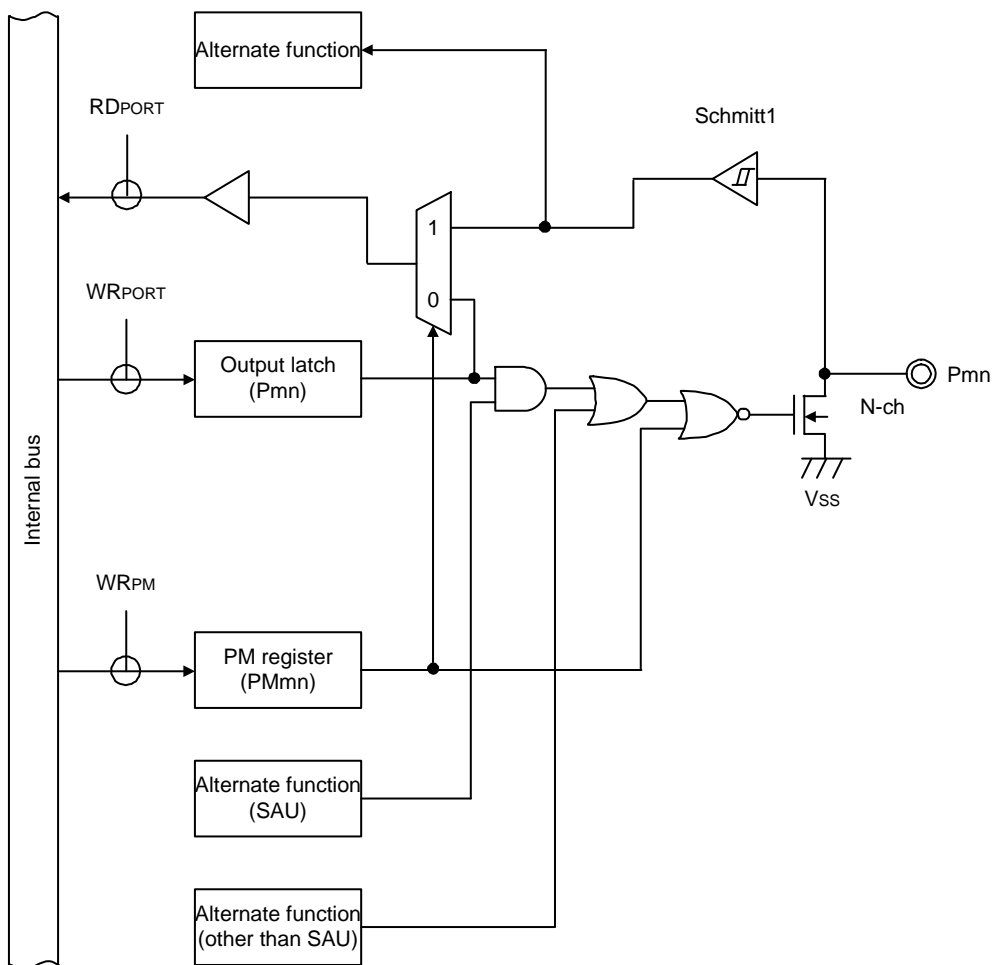 Alternate function
RDPORT
Schmitt1
1
0
WRPORT
Output latch
(Pmn)
Pmn
N-ch
VSS
Internal bus
WRPM
PM register
(PMmn)
Alternate function
(SAU)
Alternate function
(other than SAU)